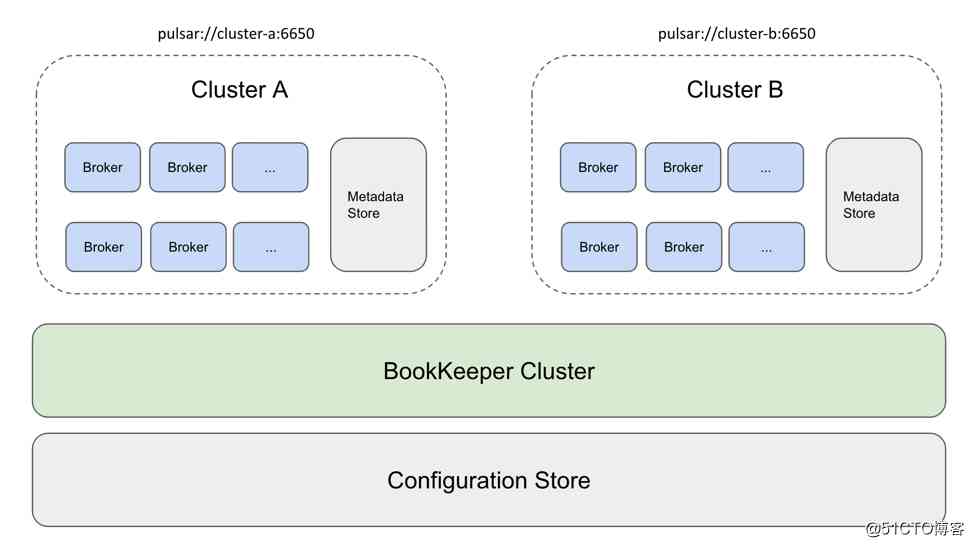 pulsar://cluster-a:6650
pulsar://cluster-b:6650
Cluster A
Cluster B
Broker
Broker
...
Metadata
Store
Broker
Broker
...
Broker
Broker
...
Metadata
Store
Broker
Broker
...
BookKeeper Cluster
Configuration Store
@51CTO博客